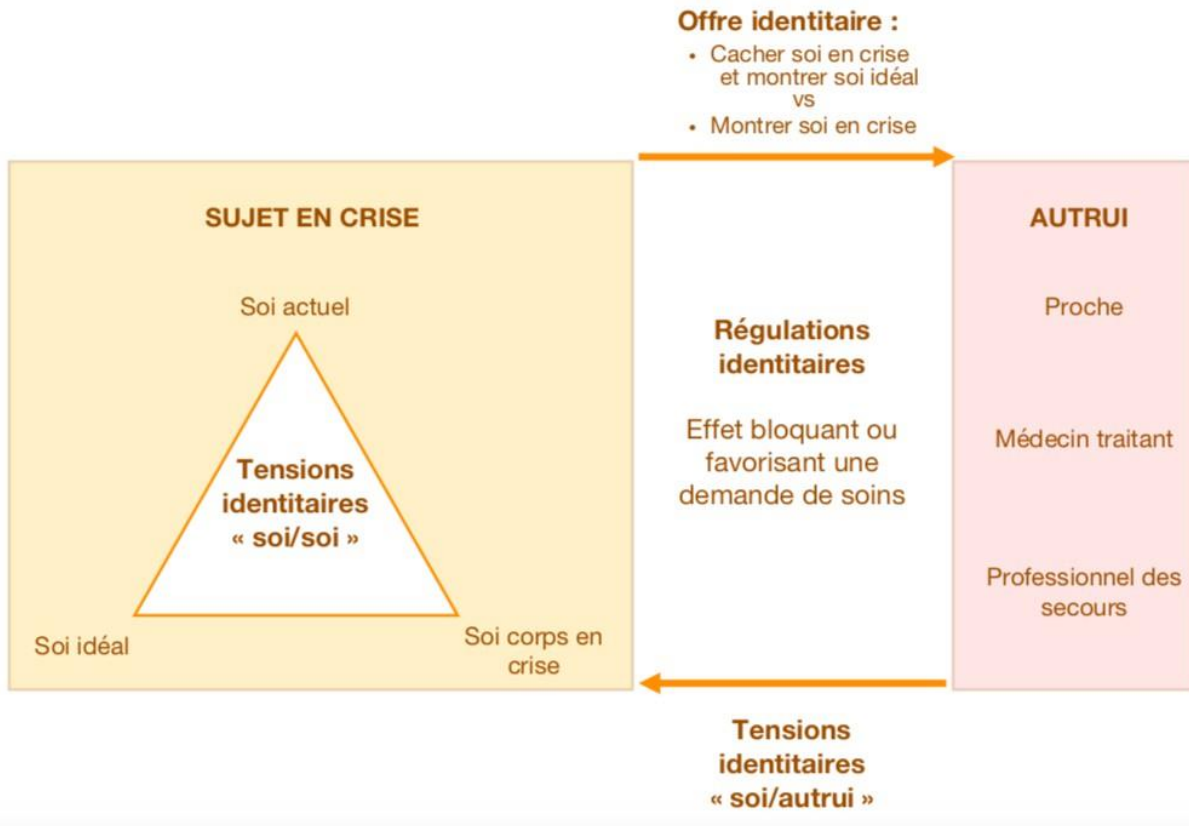 Offre identitaire :
• Cacher soi en crise
et montrer soi idéal
vs
• Montrer soi en crise
SUJET EN CRISE
Soi actuel
Tensions
identitaires
« soi/soi »
Soi idéal
Soi corps en
crise
Régulations
identitaires
Effet bloquant ou
favorisant une
demande de soins
AUTRUI
Proche
Médecin traitant
Professionnel des
secours
Tensions
identitaires
« soi/autrui »